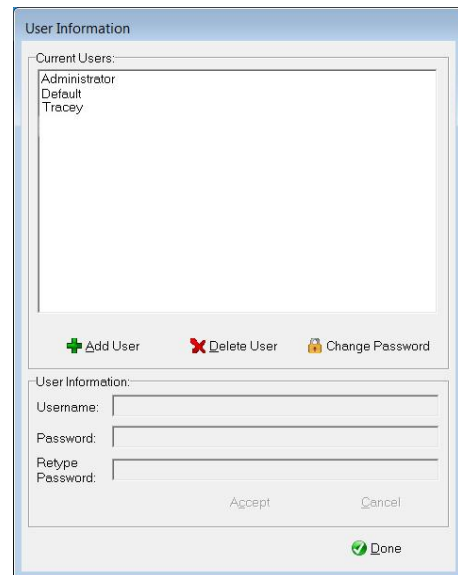 User Information
Current Users:
Administrator
Default
Tracey
Add User Delete User Change Password
User Information:
Username:
Password:
Retype
Password:
Accept Cancel
Done